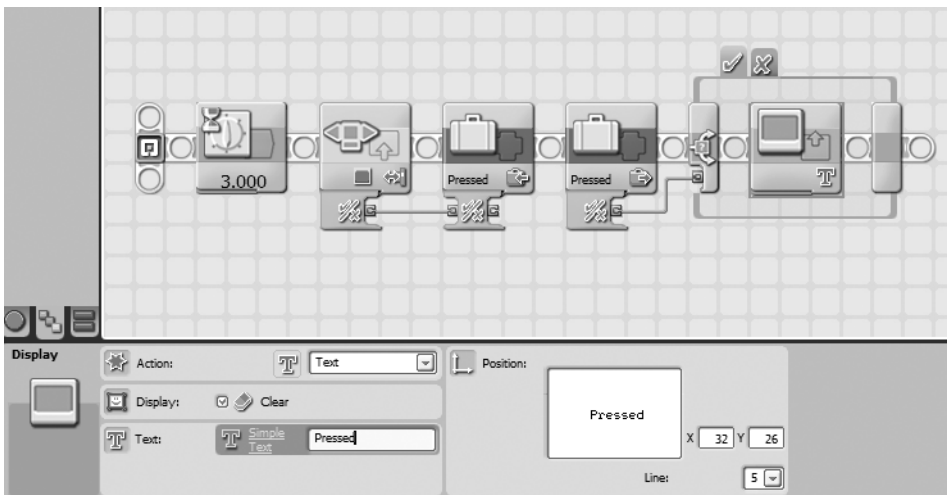 3.000
Pressed
Pressed
T
Display
Action:
T
Text
Position:
Display:
Clear
Pressed
T
Text:
T
Simple
Text
Pressed
X
32
Y
26
Line:
5